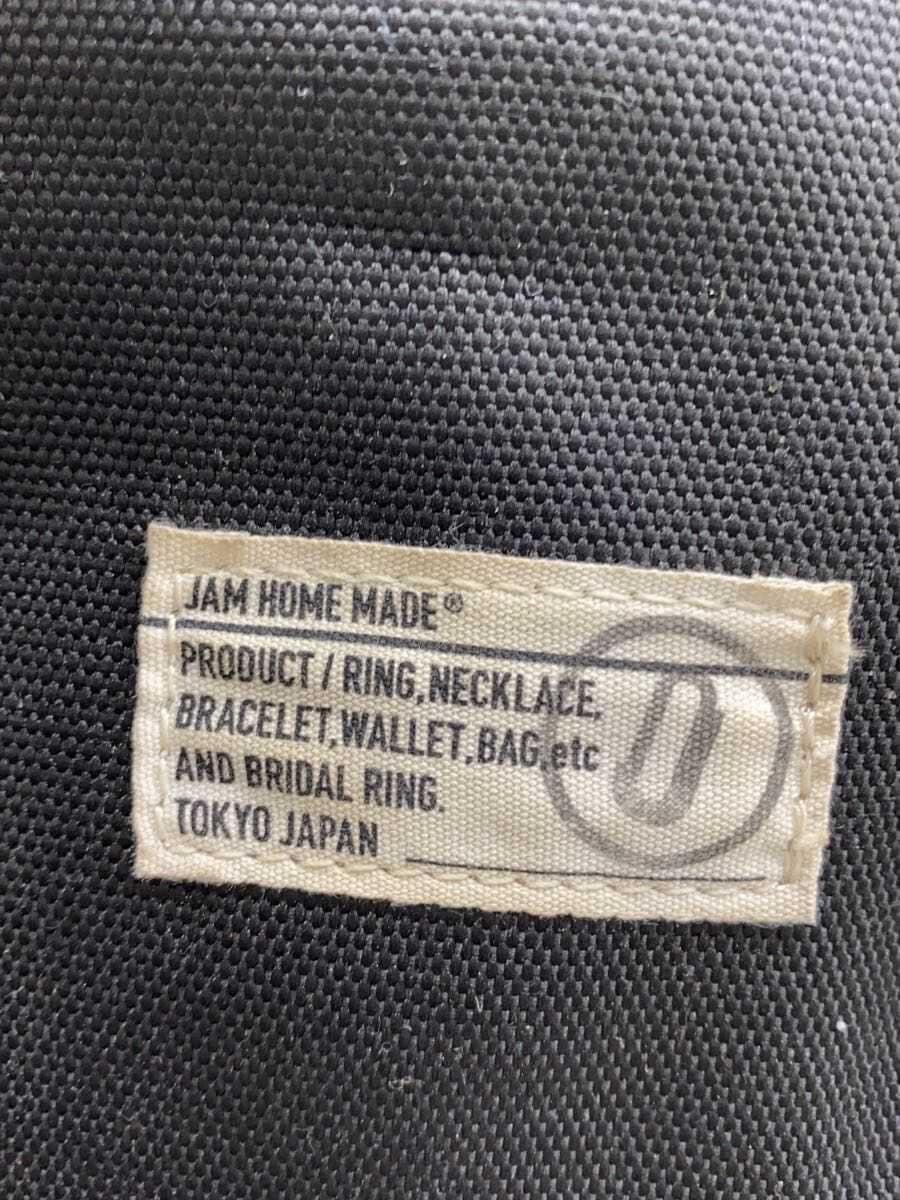 JAM HOME MADE®
PRODUCT / RING,NECKLACE,
BRACELET,WALLET,BAG,etc
AND BRIDAL RING.
TOKYO JAPAN